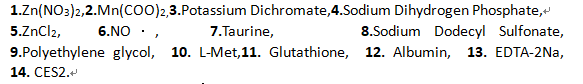 1.Zn(NO3)2,2.Mn(COO)2,3.Potassium Dichromate,4.Sodium Dihydrogen Phosphate,↵
5.ZnCl2, 6.NO · , 7.Taurine, 8.Sodium Dodecyl Sulfonate,
9.Polyethylene glycol, 10. L-Met,11. Glutathione, 12. Albumin, 13. EDTA-2Na,
14. CES2.↵